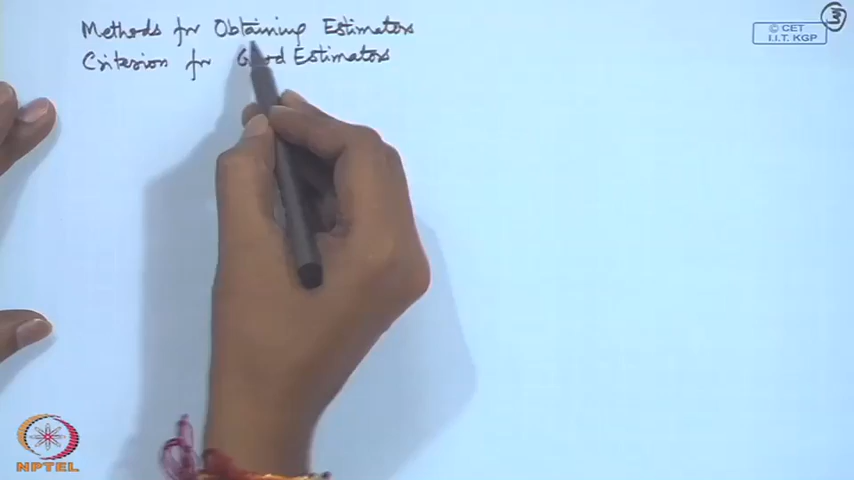 Methods for Obtaining Estimators
Criterion for Good Estimators
© CET
I.I.T. KGP
3
NPTEL